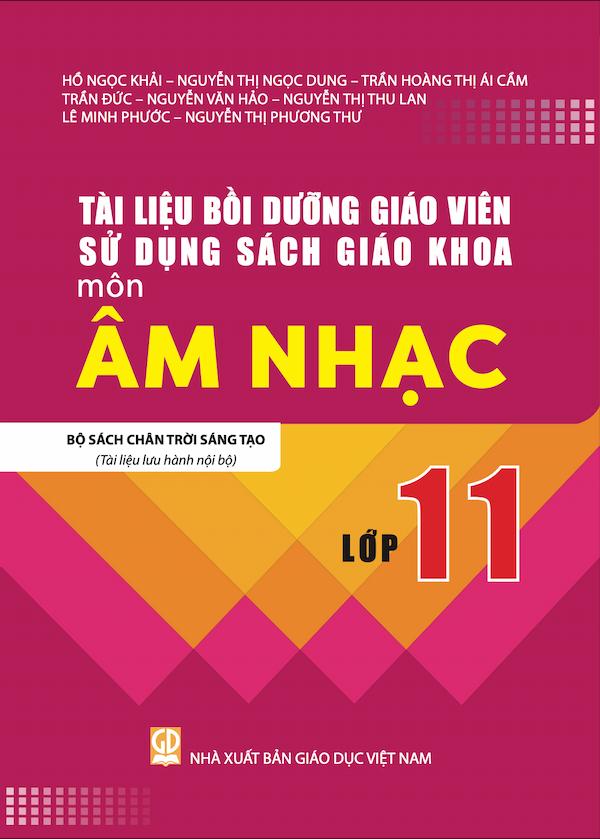 HỒ NGỌC KHẢI – NGUYỄN THỊ NGỌC DUNG – TRẦN HOÀNG THỊ ÁI CẦM
TRẦN ĐỨC – NGUYỄN VĂN HẢO – NGUYỄN THỊ THU LAN
LÊ MINH PHƯỚC – NGUYỄN THỊ PHƯƠNG THƯ
TÀI LIỆU BỒI DƯỠNG GIÁO VIÊN
SỬ DỤNG SÁCH GIÁO KHOA
môn
ÂM NHẠC
BỘ SÁCH CHÂN TRỜI SÁNG TẠO
(Tài liệu lưu hành nội bộ)
LỚP 11
GD
NHÀ XUẤT BẢN GIÁO DỤC VIỆT NAM